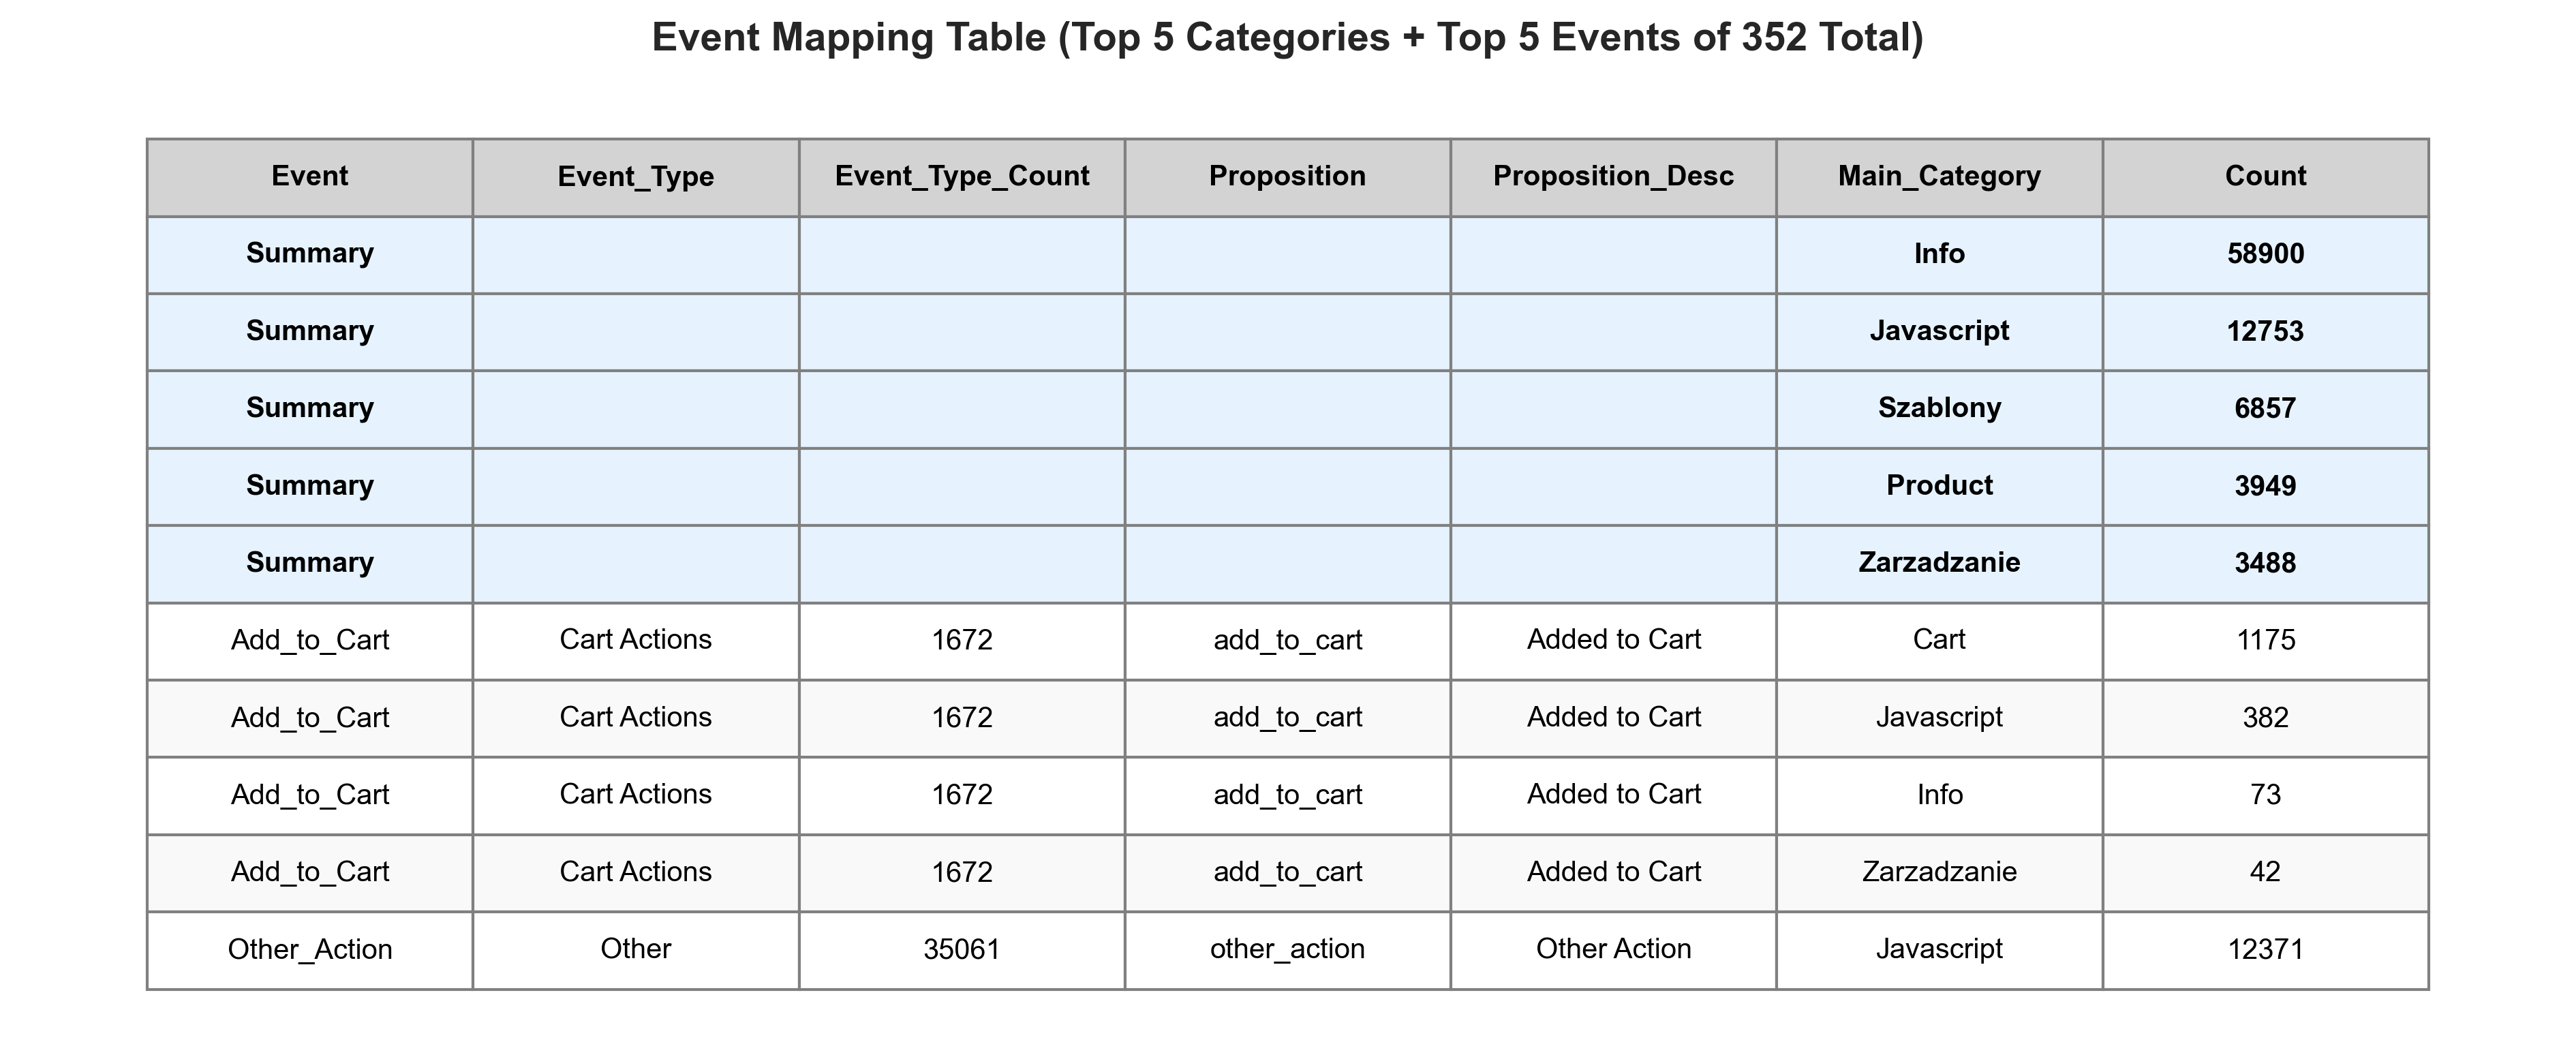 Event Mapping Table (Top 5 Categories + Top 5 Events of 352 Total)
Event Event_Type Event_Type_Count Proposition Proposition_Desc Main_Category Count
Summary Info 58900
Summary Javascript 12753
Summary Szablony 6857
Summary Product 3949
Summary Zarzadzanie 3488
Add_to_Cart Cart Actions 1672 add_to_cart Added to Cart Cart 1175
Add_to_Cart Cart Actions 1672 add_to_cart Added to Cart Javascript 382
Add_to_Cart Cart Actions 1672 add_to_cart Added to Cart Info 73
Add_to_Cart Cart Actions 1672 add_to_cart Added to Cart Zarzadzanie 42
Other_Action Other 35061 other_action Other Action Javascript 12371